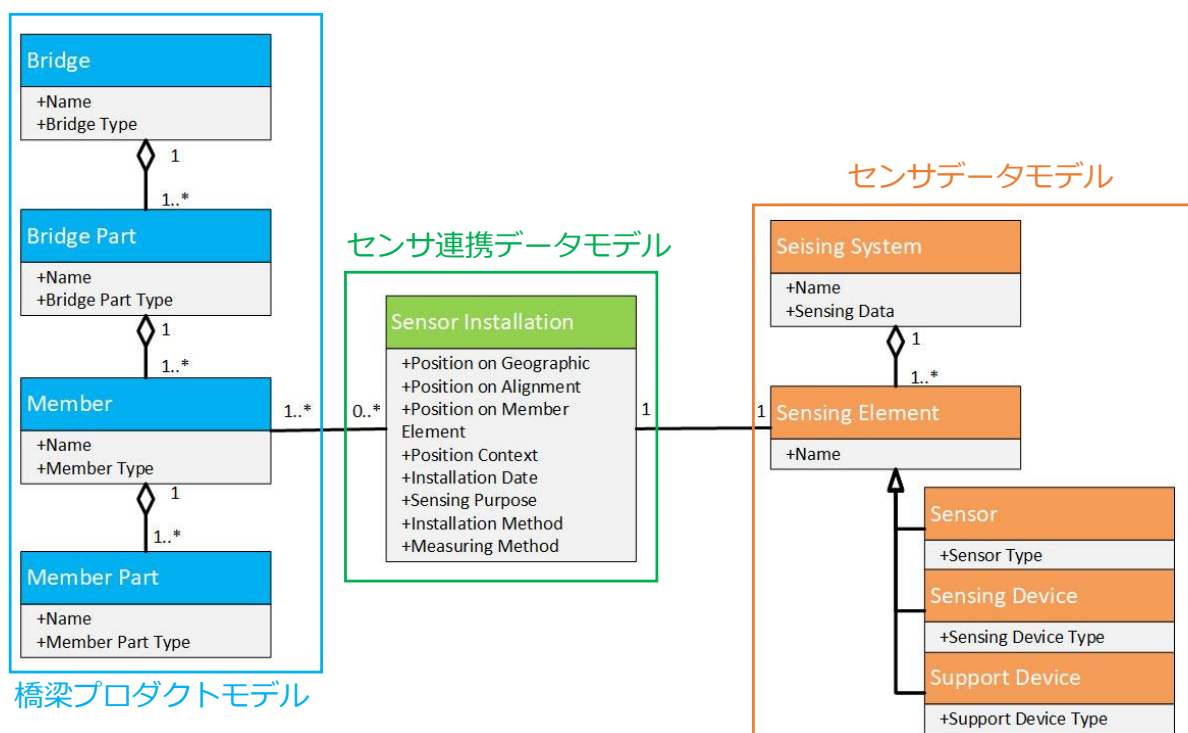 Bridge
+Name
+Bridge Type
1
1..*
Bridge Part
+Name
+Bridge Part Type
1
1..*
Member
+Name
+Member Type
1
1..*
Member Part
+Name
+Member Part Type
橋梁プロダクトモデル
1..*
0..*
センサ連携データモデル
Sensor Installation
+Position on Geographic
+Position on Alignment
+Position on Member
Element
+Position Context
+Installation Date
+Sensing Purpose
+Installation Method
+Measuring Method
1
1
センサデータモデル
Seising System
+Name
+Sensing Data
1
1..*
Sensing Element
+Name
Sensor
+Sensor Type
Sensing Device
+Sensing Device Type
Support Device
+Support Device Type